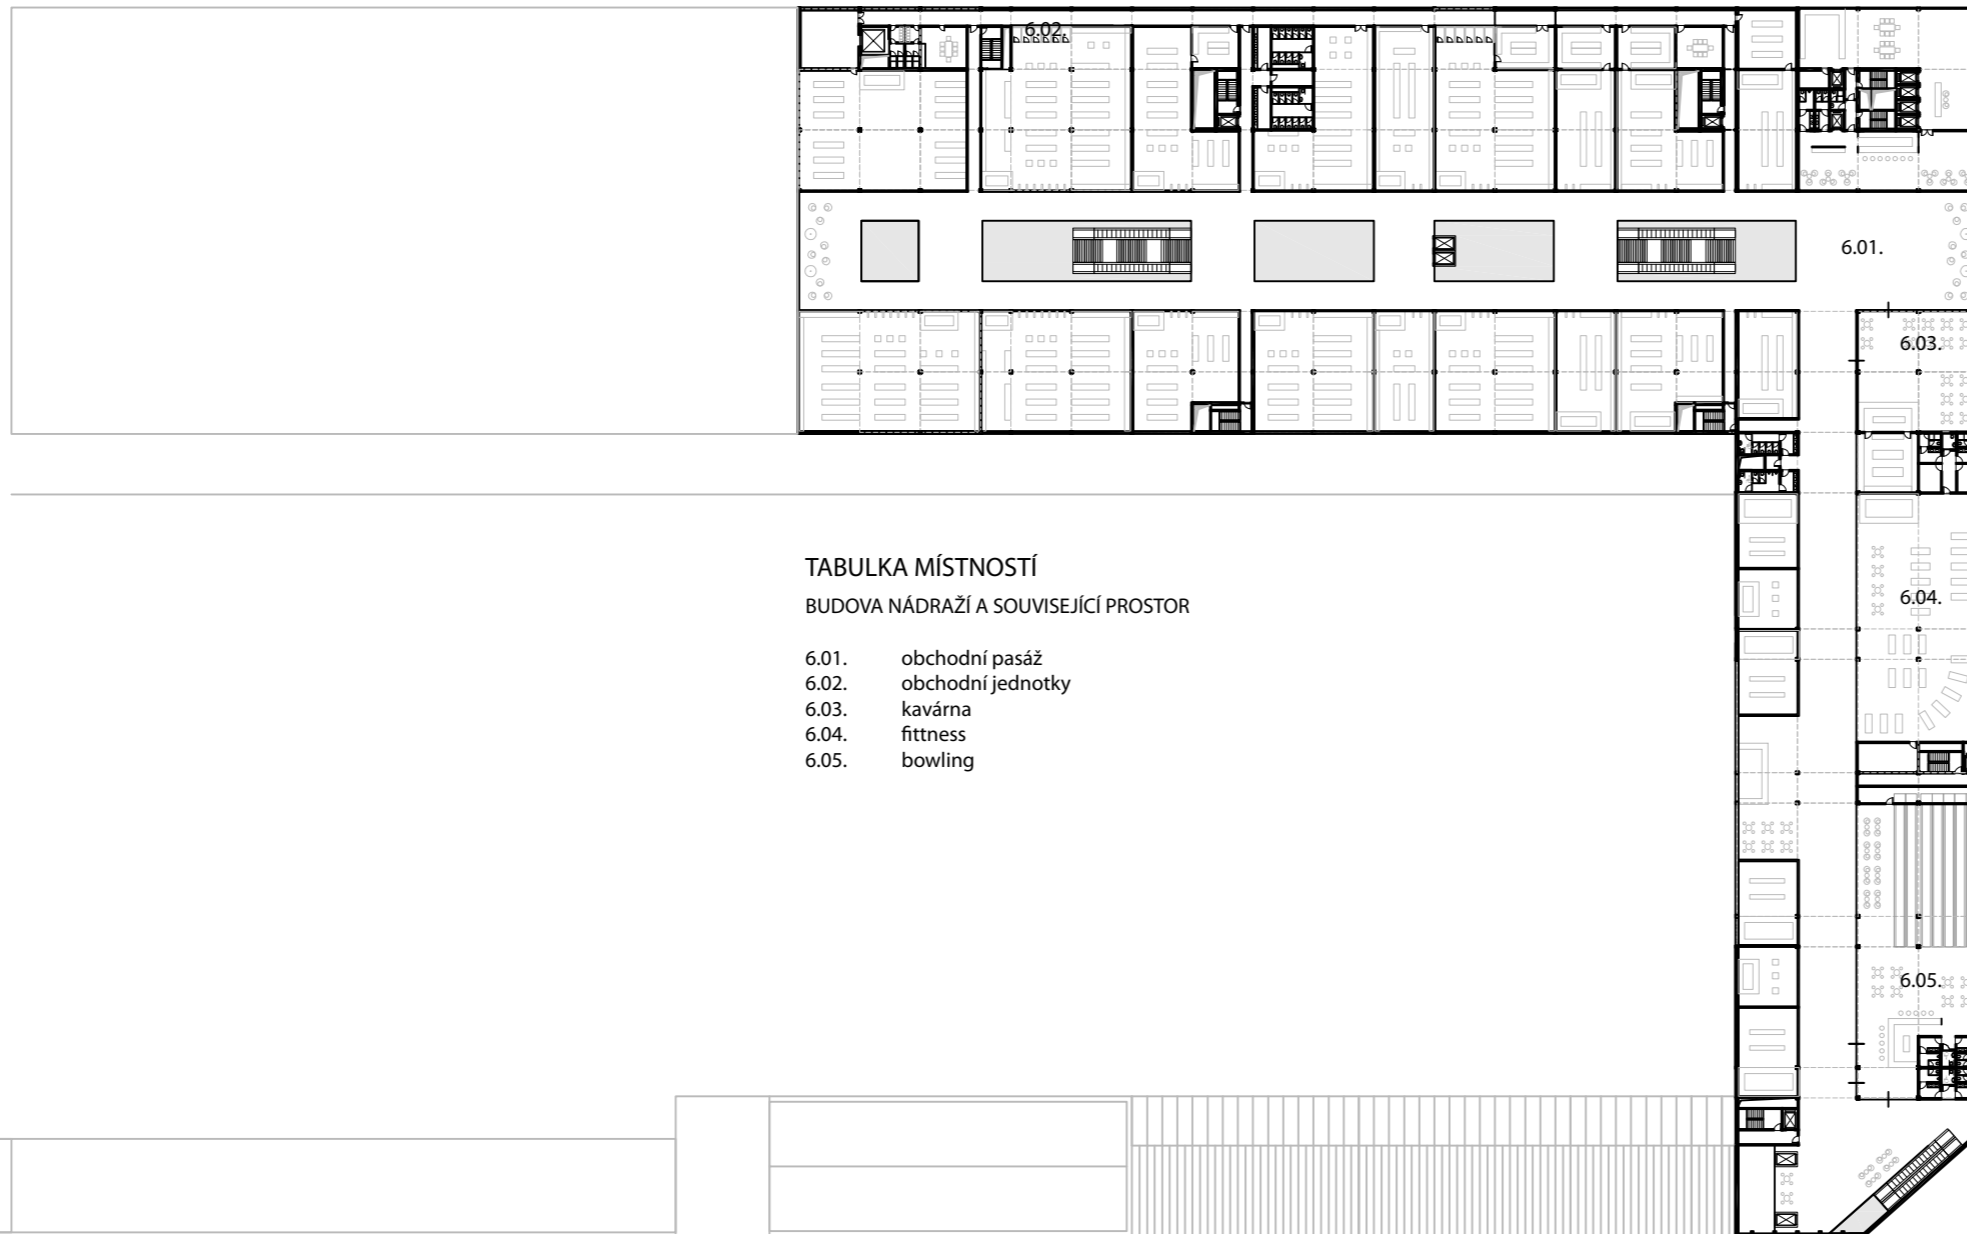 6.02.
6.01.
6.03.
TABULKA MÍSTNOSTÍ
BUDOVA NÁDRAŽÍ A SOUVISEJÍCÍ PROSTOR
6.01. obchodní pasáž
6.02. obchodní jednotky
6.03. kavárna
6.04. fittness
6.05. bowling
6.04.
6.05.